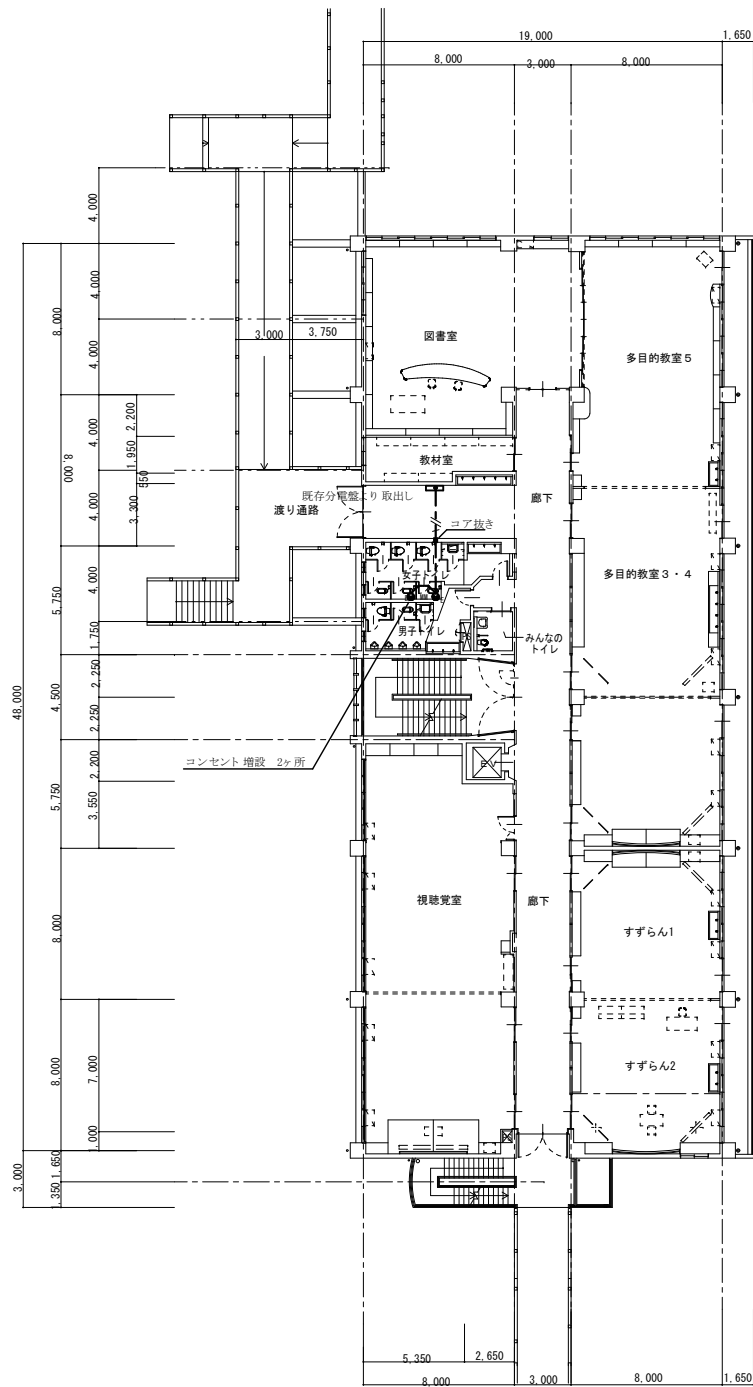 19,000
1,650
8,000
3,000
8,000
4,000
4,000
8,000
3,000
3,750
図書室
多目的教室５
4,000
2,200
4,000
1,950
8,000
550
教材室
既存分電盤より 取出し
渡り通路
廊下
3,300
4,000
コア抜き
女子トイレ
多目的教室３・４
4,000
5,750
男子トイレ
みんなの
トイレ
1,750
2,250
4,500
2,250
48,000
コンセント 増設 2ヶ所
EV
2,200
5,750
3,550
視聴覚室
廊下
すずらん1
8,000
すずらん2
8,000
7,000
1,000
3,000
1,650
1,350
5,350
2,650
8,000
3,000
8,000
1,650